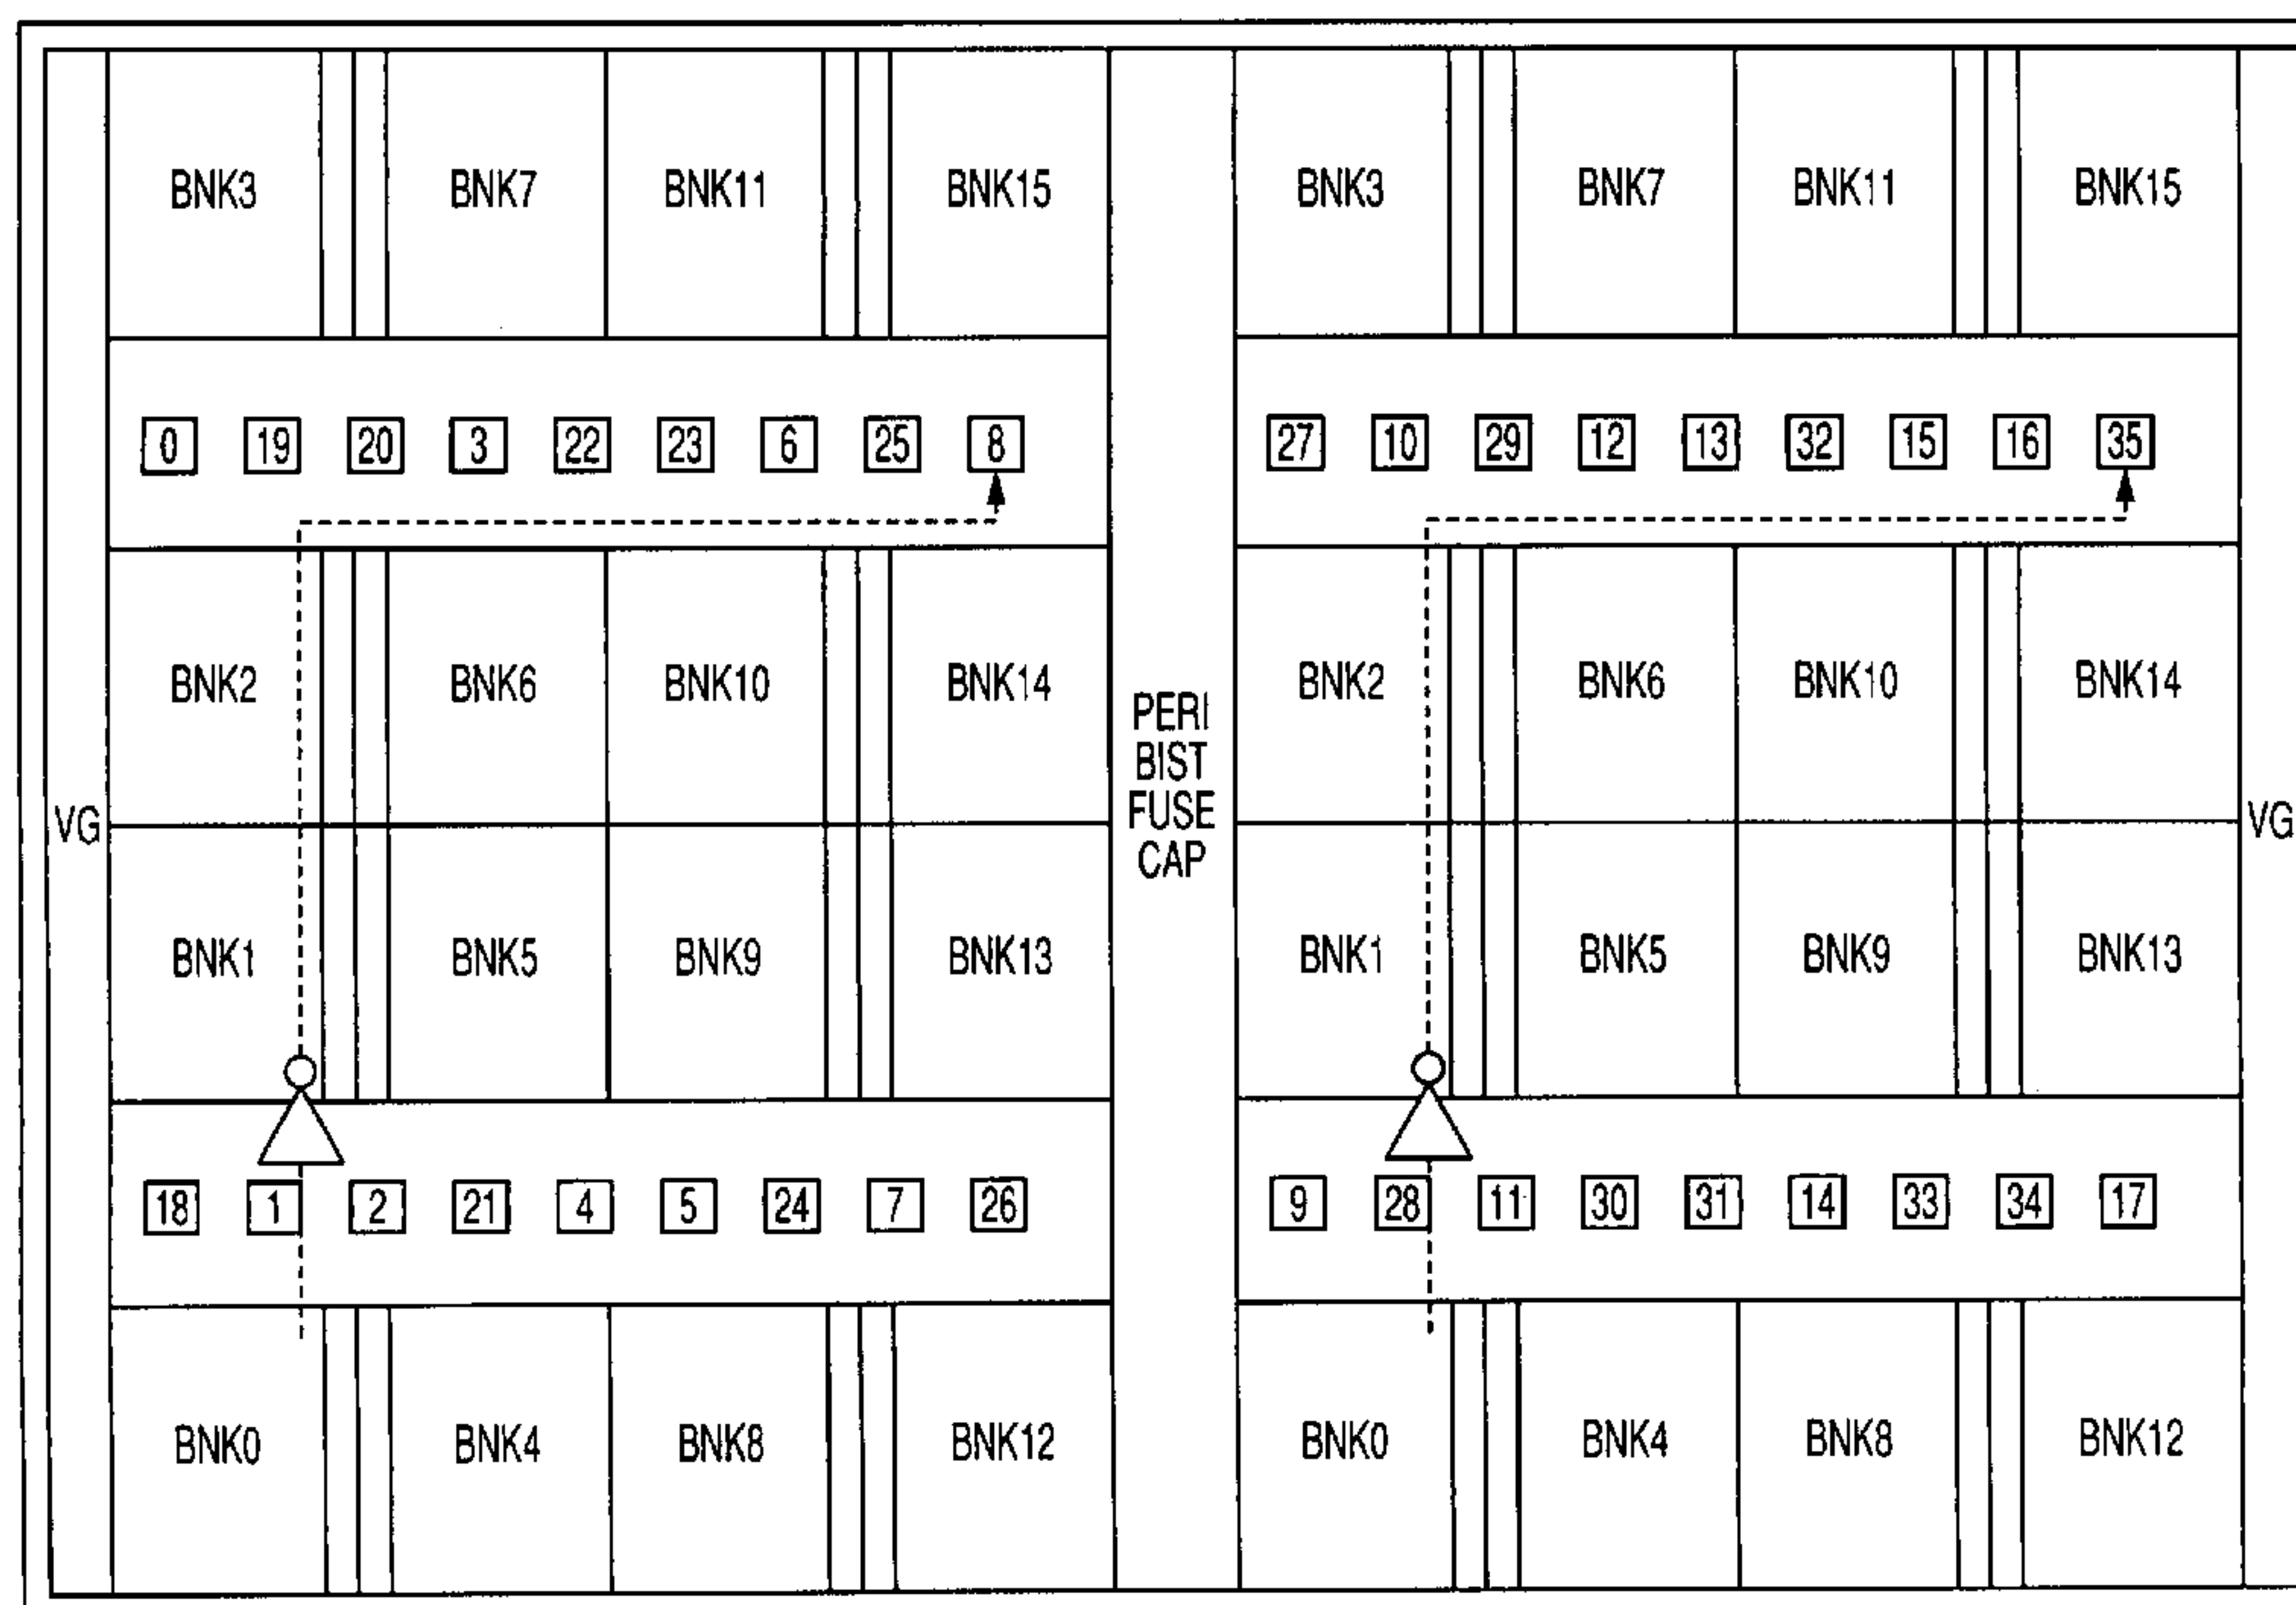 BNK3 BNK7 BNK11 BNK15 BNK3 BNK7 BNK11 BNK15
0 19 20 3 22 23 6 25 8 27 10 29 12 13 32 15 16 35
BNK2 BNK6 BNK10 BNK14 BNK2 BNK6 BNK10 BNK14
PERI
BIST
FUSE
CAP
VG VG
BNK1 BNK5 BNK9 BNK13 BNK1 BNK5 BNK9 BNK13
18 1 2 21 4 5 24 7 26 9 28 11 30 31 14 33 34 17
BNK0 BNK4 BNK8 BNK12 BNK0 BNK4 BNK8 BNK12